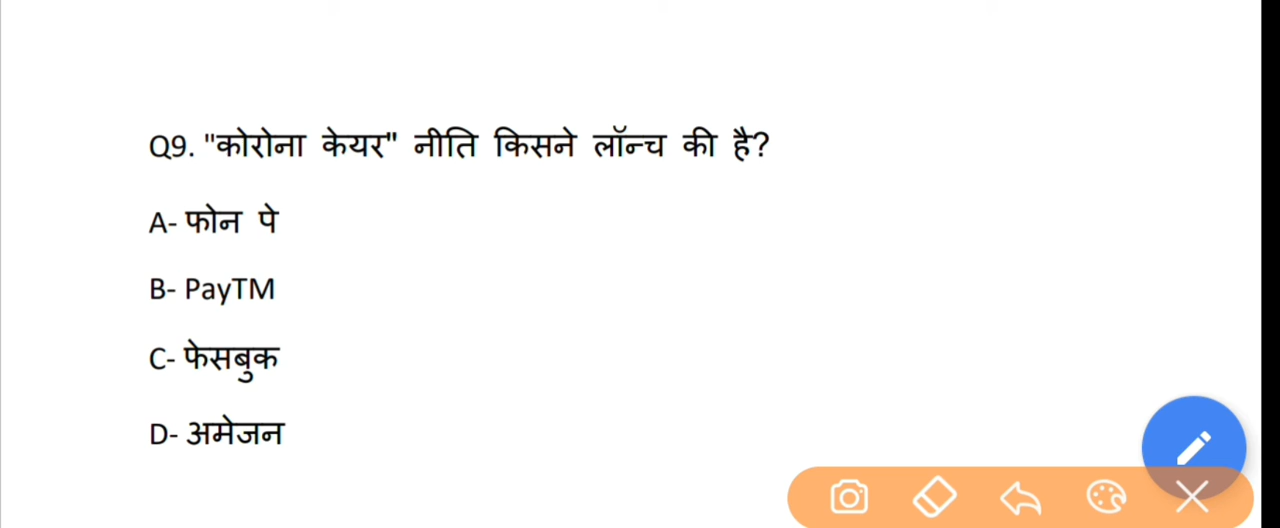 Q9. "कोरोना केयर" नीति किसने लॉन्च की है?
A- फोन पे
B- PayTM
C- फेसबुक
D- अमेजन